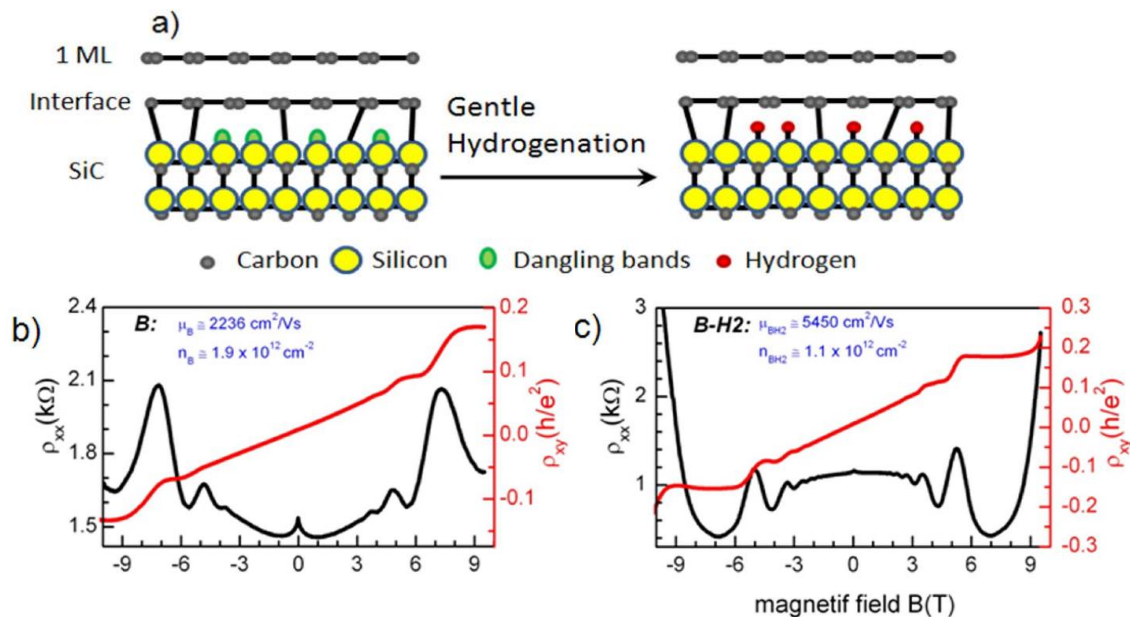 a)
1 ML
Interface
SiC
Gentle
Hydrogenation
Carbon Silicon Dangling bands Hydrogen
b)
B:
μB ≅ 2236 cm²/Vs
nB ≅ 1.9 x 10¹² cm⁻²
2.4
2.1
1.8
1.5
ρxx(kΩ)
0.2
0.1
0.0
-0.1
ρxy(h/e²)
-9 -6 -3 0 3 6 9
c)
B-H2:
μBH2 ≅ 5450 cm²/Vs
nBH2 ≅ 1.1 x 10¹² cm⁻²
3
2
1
ρxx(kΩ)
0.3
0.2
0.1
0.0
-0.1
-0.2
-0.3
ρxy(h/e²)
-9 -6 -3 0 3 6 9
magnetif field B(T)